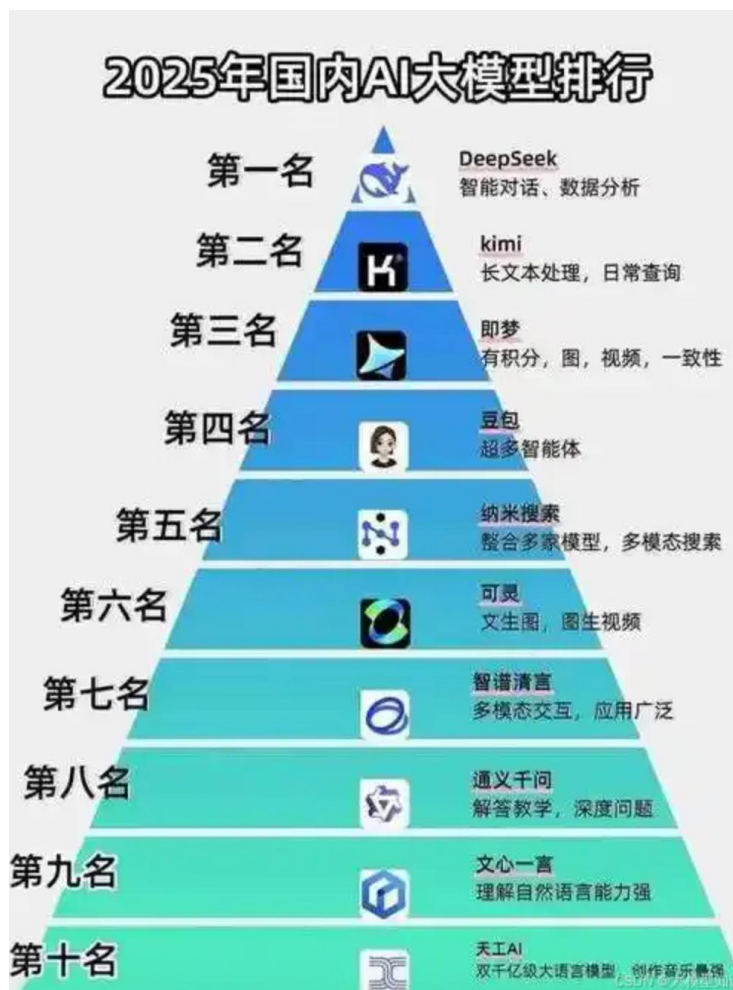 2025年国内AI大模型排行
第一名
DeepSeek
智能对话、数据分析
第二名
kimi
长文本处理，日常查询
第三名
即梦
有积分，图，视频，一致性
第四名
豆包
超多智能体
第五名
纳米搜索
整合多家模型，多模态搜索
第六名
可灵
文生图，图生视频
第七名
智谱清言
多模态交互，应用广泛
第八名
通义千问
解答教学，深度问题
第九名
文心一言
理解自然语言能力强
第十名
天工AI
双千亿级大语言模型，创作音乐最强